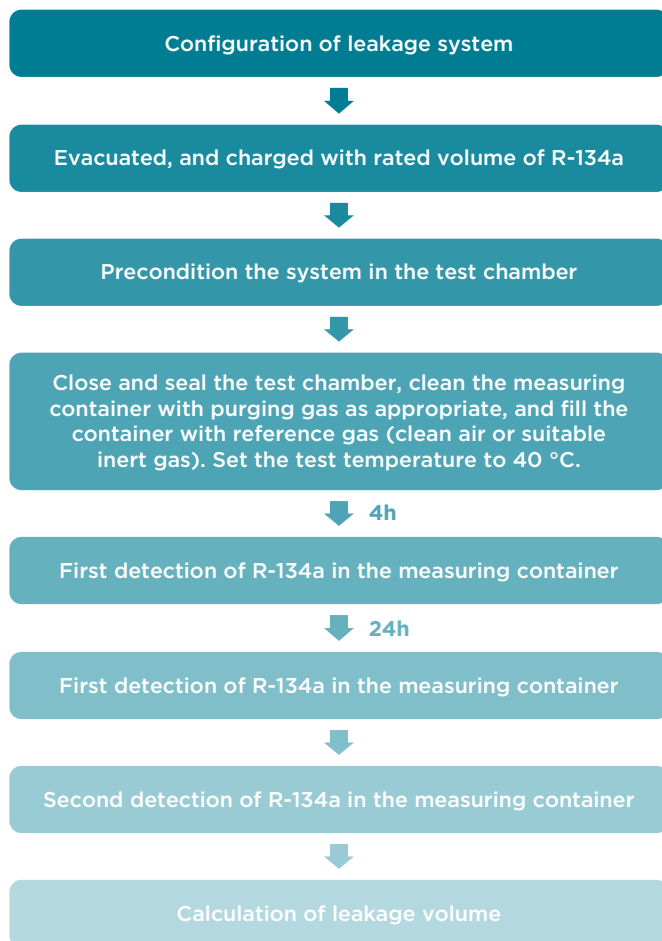 Configuration of leakage system
Evacuated, and charged with rated volume of R-134a
Precondition the system in the test chamber
Close and seal the test chamber, clean the measuring
container with purging gas as appropriate, and fill the
container with reference gas (clean air or suitable
inert gas). Set the test temperature to 40 °C.
4h
First detection of R-134a in the measuring container
24h
First detection of R-134a in the measuring container
Second detection of R-134a in the measuring container
Calculation of leakage volume